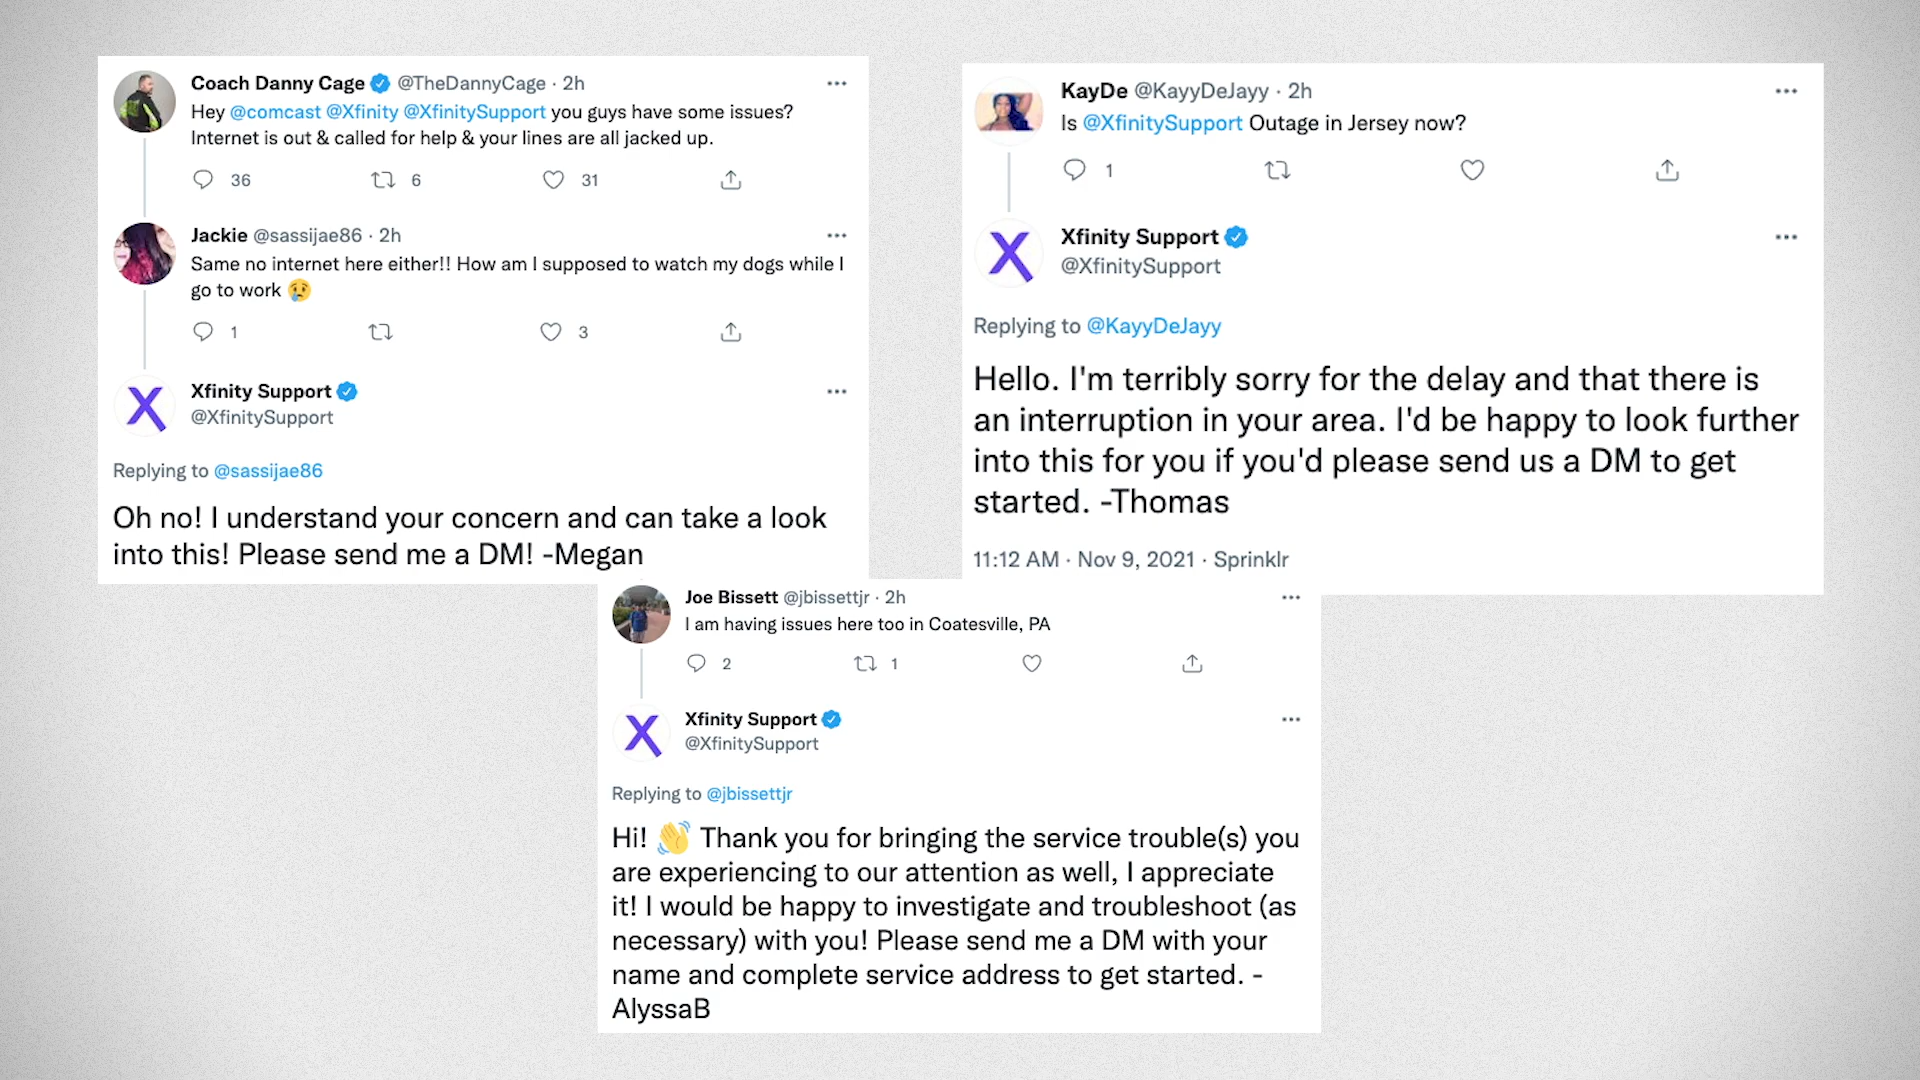 Coach Danny Cage @TheDannyCage · 2h
Hey @comcast @Xfinity @XfinitySupport you guys have some issues?
Internet is out & called for help & your lines are all jacked up.
36 6 31
Jackie @sassijae86 · 2h
Same no internet here either!! How am I supposed to watch my dogs while I
go to work 😢
1 3
Xfinity Support
@XfinitySupport
Replying to @sassijae86
Oh no! I understand your concern and can take a look
into this! Please send me a DM! -Megan
KayDe @KayyDeJayy · 2h
Is @XfinitySupport Outage in Jersey now?
1
Xfinity Support
@XfinitySupport
Replying to @KayyDeJayy
Hello. I'm terribly sorry for the delay and that there is
an interruption in your area. I'd be happy to look further
into this for you if you'd please send us a DM to get
started. -Thomas
11:12 AM · Nov 9, 2021 · Sprinklr
Joe Bissett @jbissettjr · 2h
I am having issues here too in Coatesville, PA
2 1
Xfinity Support
@XfinitySupport
Replying to @jbissettjr
Hi! 👋 Thank you for bringing the service trouble(s) you
are experiencing to our attention as well, I appreciate
it! I would be happy to investigate and troubleshoot (as
necessary) with you! Please send me a DM with your
name and complete service address to get started. -
AlyssaB